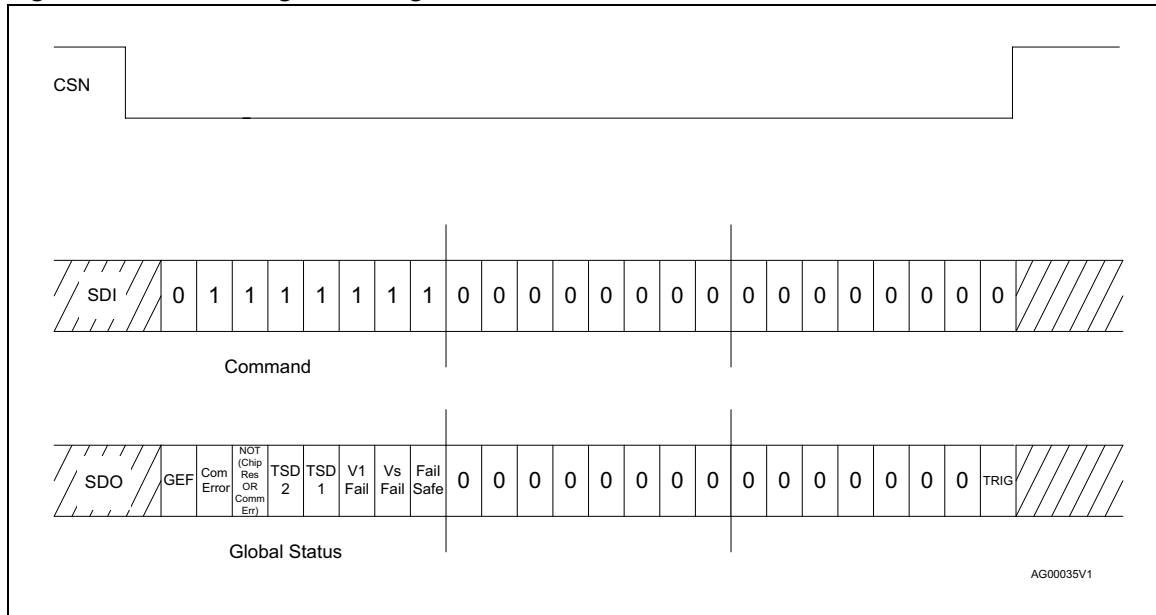 CSN
SDI 0 1 1 1 1 1 1 1 0 0 0 0 0 0 0 0 0 0 0 0 0 0 0 0
Command
SDO GEF Com Error NOT (Chip Res OR Comm Err) TSD 2 TSD 1 V1 Fail Vs Fail Fail Safe 0 0 0 0 0 0 0 0 0 0 0 0 0 0 0 TRIG
Global Status
AG00035V1